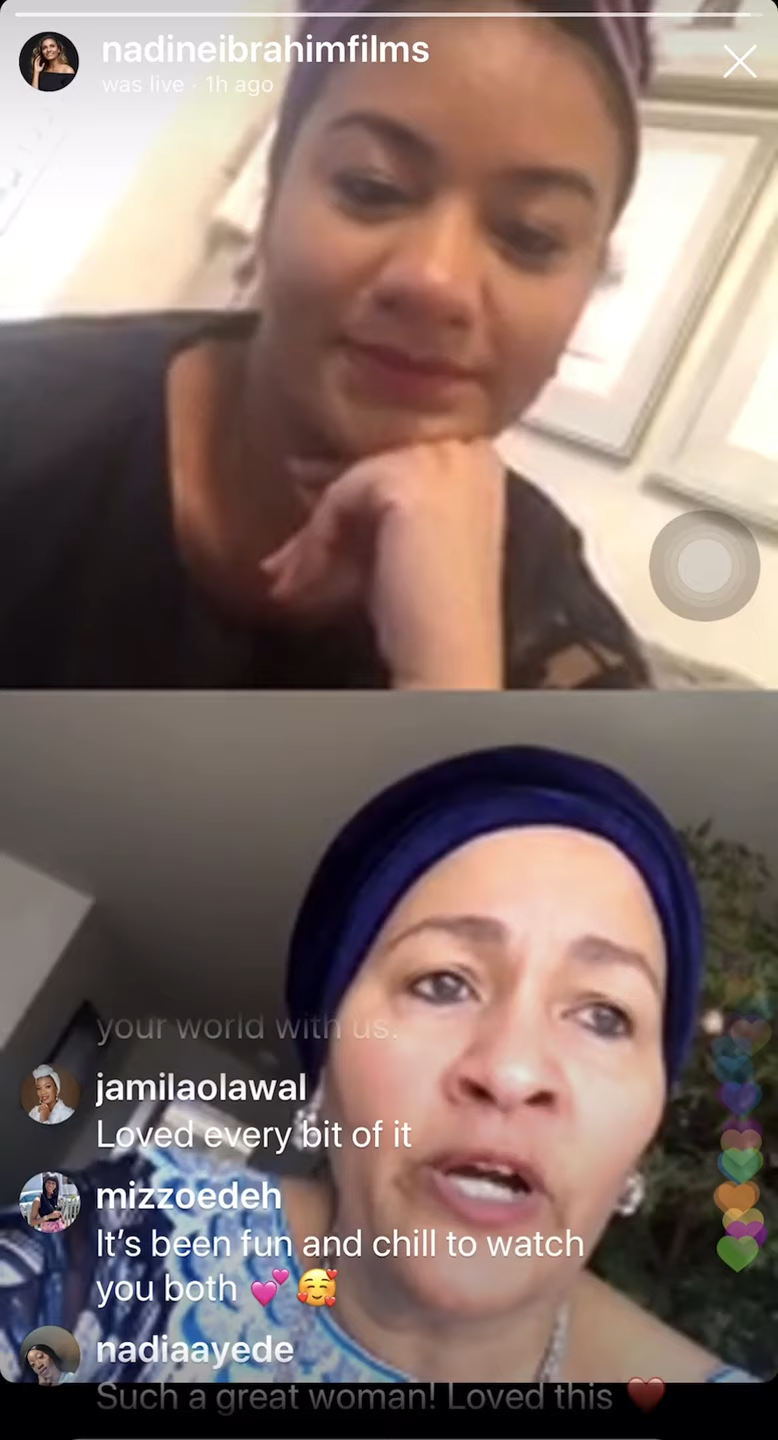 nadineibrahimfilms
was live · 1h ago
your world with us.
jamilaolawal
Loved every bit of it
mizzoedeh
It’s been fun and chill to watch
you both 💕 🥰
nadiaayede
Such a great woman! Loved this ❤️